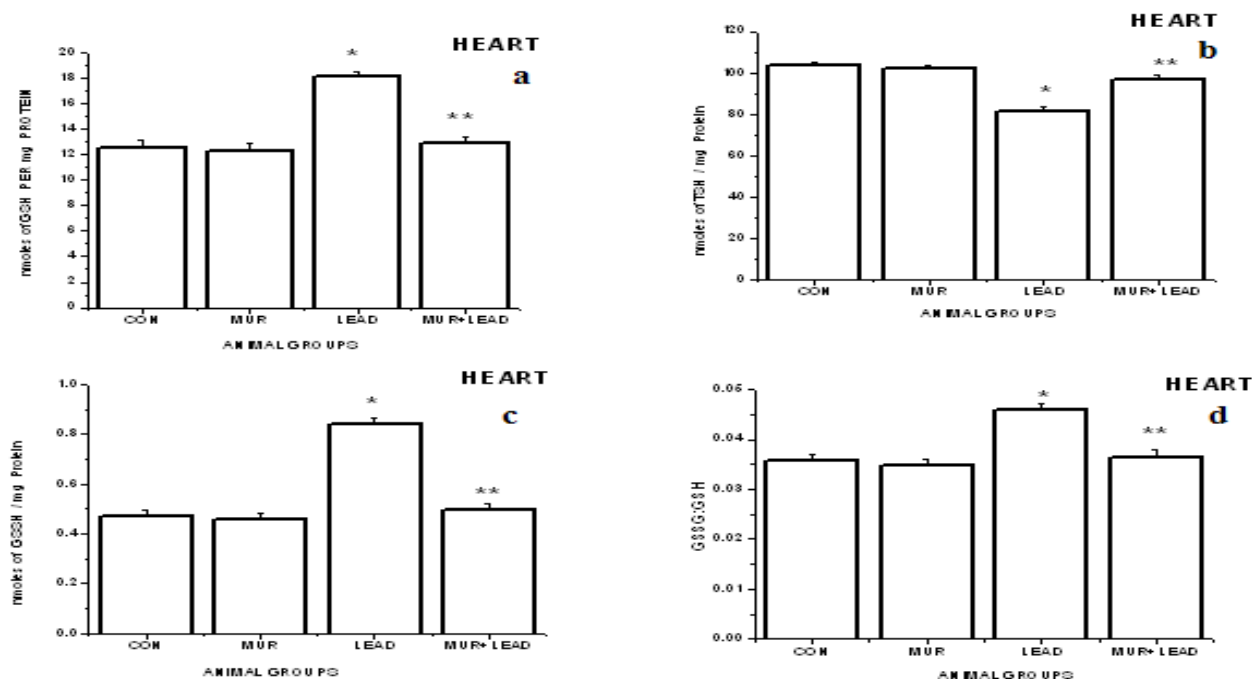 HEART
a
20
18
16
14
12
10
8
6
4
2
0
*
**
nmoles of GSH PER mg PROTEIN
CON MUR LEAD MUR+LEAD
ANIMAL GROUPS
HEART
b
120
100
80
60
40
20
0
*
**
nmoles of TSH / mg Protein
CON MUR LEAD MUR+LEAD
ANIMAL GROUPS
HEART
c
1.0
0.8
0.6
0.4
0.2
0.0
*
**
nmoles of GSSH / mg Protein
CON MUR LEAD MUR+LEAD
ANIMAL GROUPS
HEART
d
0.05
0.04
0.03
0.02
0.01
0.00
*
**
GSSG:GSH
CON MUR LEAD MUR+LEAD
ANIMAL GROUPS